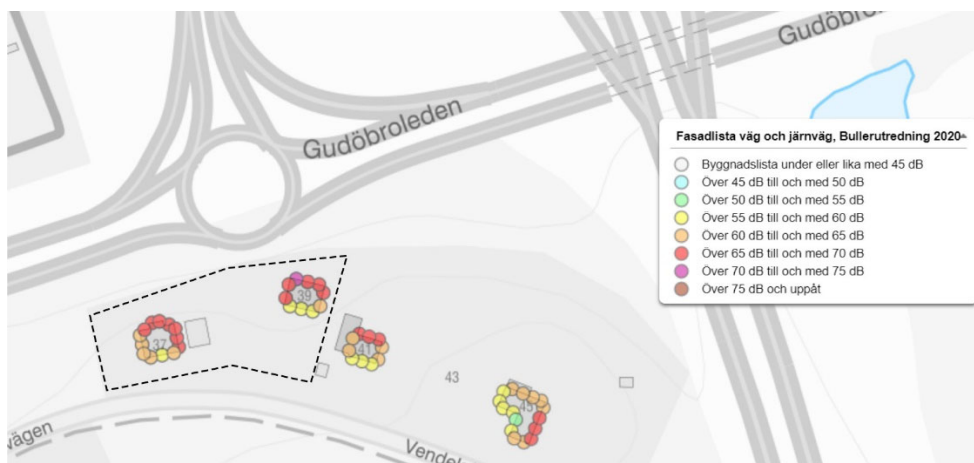 Gudöbroleden
Gudöbrole
Fasadlista väg och järnväg, Bullerutredning 2020
Byggnadslista under eller lika med 45 dB
Över 45 dB till och med 50 dB
Över 50 dB till och med 55 dB
Över 55 dB till och med 60 dB
Över 60 dB till och med 65 dB
Över 65 dB till och med 70 dB
Över 70 dB till och med 75 dB
Över 75 dB och uppåt
39
37
41
43
45
vägen
Vendel